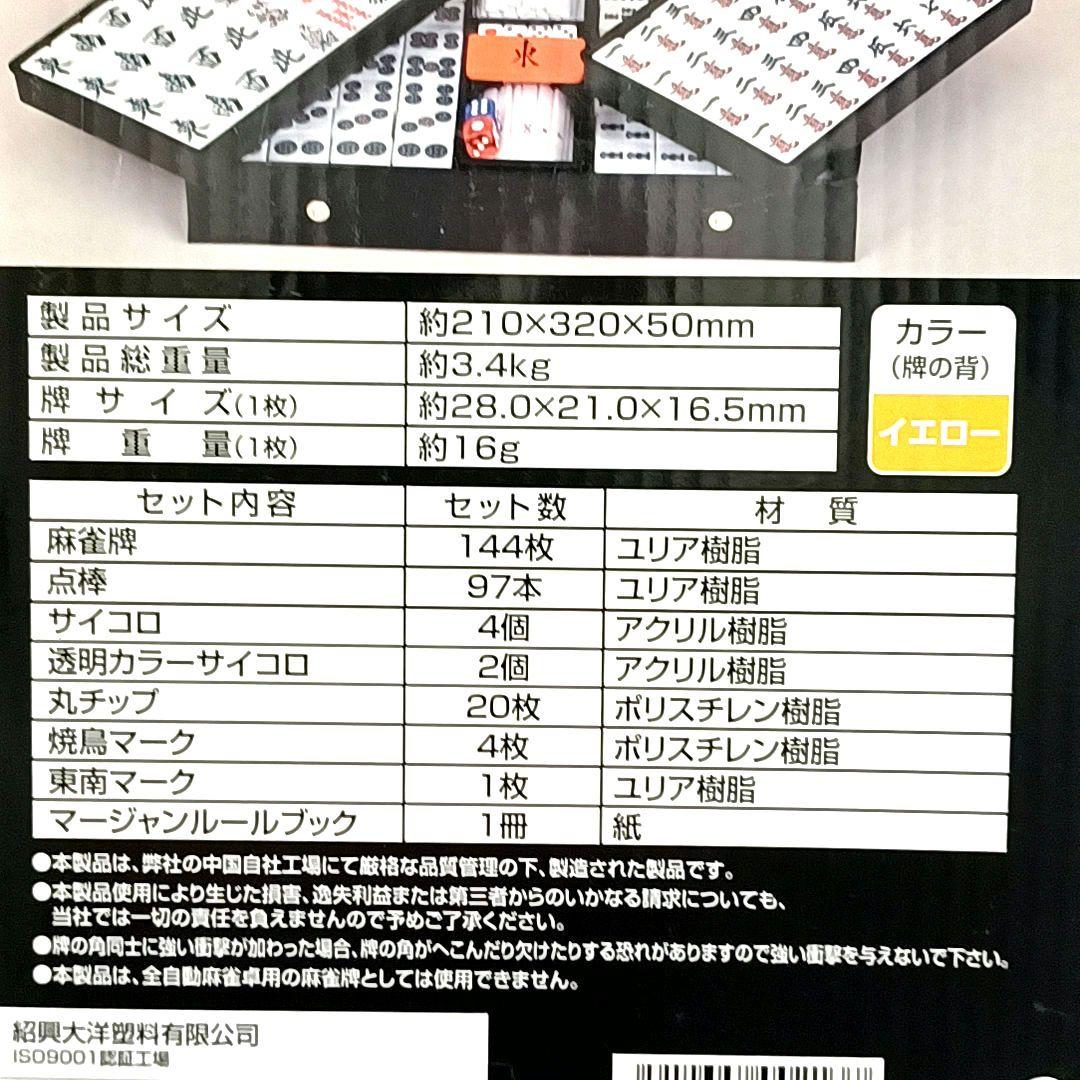 製品サイズ 約210×320×50mm
製品総重量 約3.4kg
牌サイズ(1枚) 約28.0×21.0×16.5mm
牌重量(1枚) 約16g
カラー
(牌の背)
イエロー
セット内容 セット数 材質
麻雀牌 144枚 ユリア樹脂
点棒 97本 ユリア樹脂
サイコロ 4個 アクリル樹脂
透明カラーサイコロ 2個 アクリル樹脂
丸チップ 20枚 ポリスチレン樹脂
焼鳥マーク 4枚 ポリスチレン樹脂
東南マーク 1枚 ユリア樹脂
マージャンルールブック 1冊 紙
●本製品は、弊社の中国自社工場にて厳格な品質管理の下、製造された製品です。
●本製品使用により生じた損害、逸失利益または第三者からのいかなる請求についても、
当社では一切の責任を負えませんので予めご了承ください。
●牌の角同士に強い衝撃が加わった場合、牌の角がへこんだり欠けたりする恐れがありますので強い衝撃を与えないで下さい。
●本製品は、全自動麻雀卓用の麻雀牌としては使用できません。
紹興大洋塑料有限公司
ISO9001認証工場